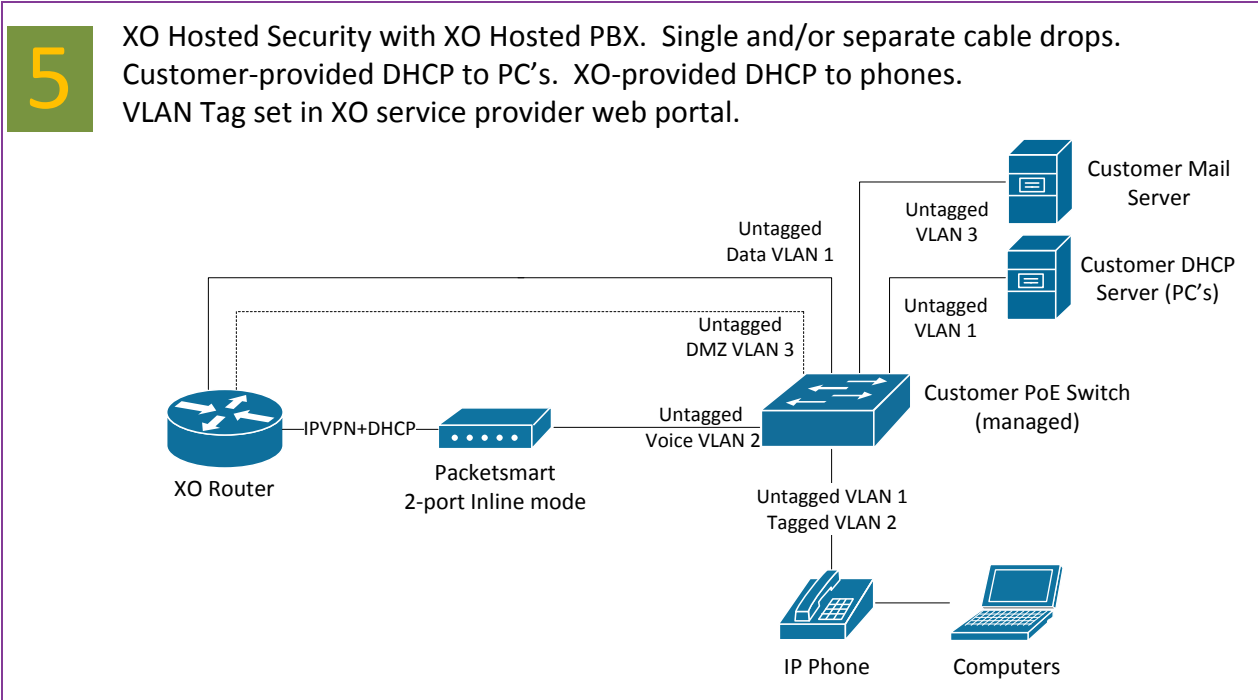 5
XO Hosted Security with XO Hosted PBX.  Single and/or separate cable drops.
Customer-provided DHCP to PC’s.  XO-provided DHCP to phones.
VLAN Tag set in XO service provider web portal.
Customer Mail
Server
Untagged
VLAN 3
Untagged
Data VLAN 1
Customer DHCP
Server (PC’s)
Untagged
VLAN 1
Untagged
DMZ VLAN 3
Customer PoE Switch
(managed)
Untagged
Voice VLAN 2
IPVPN+DHCP
Packetsmart
2-port Inline mode
XO Router
Untagged VLAN 1
Tagged VLAN 2
IP Phone
Computers